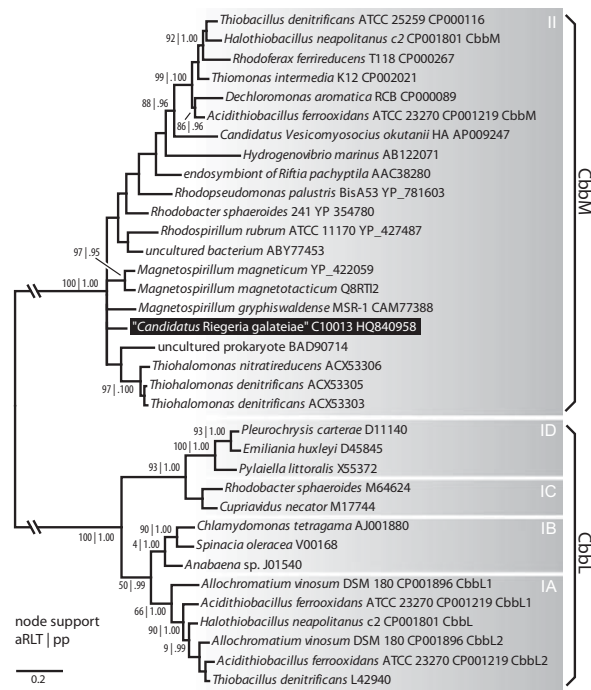 II
Thiobacillus denitrificans ATCC 25259 CP000116
92|1.00
Halothiobacillus neapolitanus c2 CP001801 CbbM
Rhodoferax ferrireducens T118 CP000267
99|.100
Thiomonas intermedia K12 CP002021
Dechloromonas aromatica RCB CP000089
88|.96
Acidithiobacillus ferrooxidans ATCC 23270 CP001219 CbbM
86|.96
Candidatus Vesicomyosocius okutanii HA AP009247
Hydrogenovibrio marinus AB122071
endosymbiont of Riftia pachyptila AAC38280
CbbM
Rhodopseudomonas palustris BisA53 YP_781603
Rhodobacter sphaeroides 241 YP 354780
Rhodospirillum rubrum ATCC 11170 YP_427487
97|.95
uncultured bacterium ABY77453
Magnetospirillum magneticum YP_422059
100|1.00
Magnetospirillum magnetotacticum Q8RTI2
Magnetospirillum gryphiswaldense MSR-1 CAM77388
"Candidatus Riegeria galateiae" C10013 HQ840958
uncultured prokaryote BAD90714
Thiohalomonas nitratireducens ACX53306
97|.100
Thiohalomonas denitrificans ACX53305
Thiohalomonas denitrificans ACX53303
ID
93|1.00
Pleurochrysis carterae D11140
100|1.00
Emiliania huxleyi D45845
93|1.00
Pylaiella littoralis X55372
IC
Rhodobacter sphaeroides M64624
Cupriavidus necator M17744
IB
90|1.00
Chlamydomonas tetragama AJ001880
100|1.00
4|1.00
Spinacia oleracea V00168
CbbL
Anabaena sp. J01540
IA
50|.99
Allochromatium vinosum DSM 180 CP001896 CbbL1
66|1.00
Acidithiobacillus ferrooxidans ATCC 23270 CP001219 CbbL1
Halothiobacillus neapolitanus c2 CP001801 CbbL
90|1.00
Allochromatium vinosum DSM 180 CP001896 CbbL2
9|.99
Acidithiobacillus ferrooxidans ATCC 23270 CP001219 CbbL2
Thiobacillus denitrificans L42940
node support
aRLT | pp
0.2